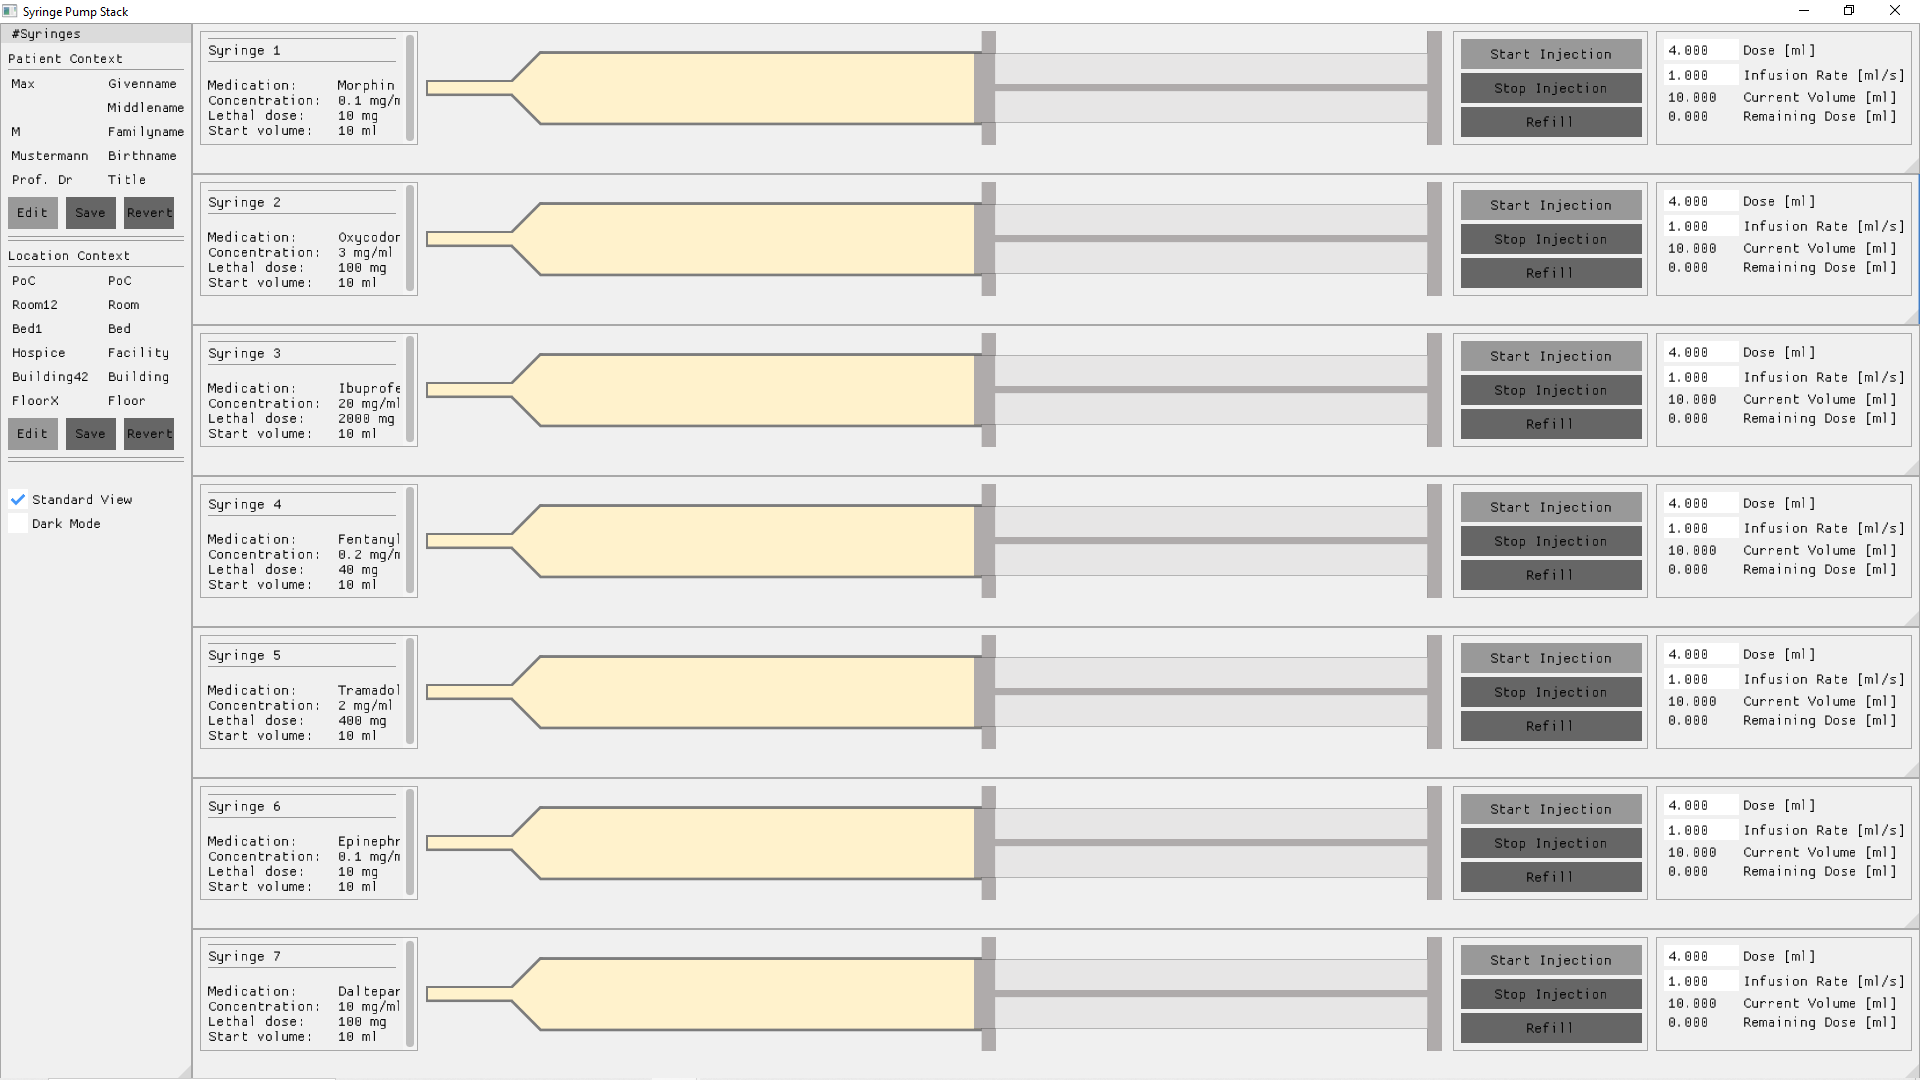 Syringe Pump Stack
#Syringes
Patient Context
Max Givenname
Middlename
M Familyname
Mustermann Birthname
Prof. Dr Title
Edit Save Revert
Location Context
PoC PoC
Room12 Room
Bed1 Bed
Hospice Facility
Building42 Building
FloorX Floor
Edit Save Revert
Standard View
Dark Mode
Syringe 1
Medication: Morphin
Concentration: 0.1 mg/m
Lethal dose: 10 mg
Start volume: 10 ml
Start Injection
Stop Injection
Refill
4.000 Dose [ml]
1.000 Infusion Rate [ml/s]
10.000 Current Volume [ml]
0.000 Remaining Dose [ml]
Syringe 2
Medication: Oxycodon
Concentration: 3 mg/ml
Lethal dose: 100 mg
Start volume: 10 ml
Start Injection
Stop Injection
Refill
4.000 Dose [ml]
1.000 Infusion Rate [ml/s]
10.000 Current Volume [ml]
0.000 Remaining Dose [ml]
Syringe 3
Medication: Ibuprofe
Concentration: 20 mg/ml
Lethal dose: 2000 mg
Start volume: 10 ml
Start Injection
Stop Injection
Refill
4.000 Dose [ml]
1.000 Infusion Rate [ml/s]
10.000 Current Volume [ml]
0.000 Remaining Dose [ml]
Syringe 4
Medication: Fentanyl
Concentration: 0.2 mg/m
Lethal dose: 40 mg
Start volume: 10 ml
Start Injection
Stop Injection
Refill
4.000 Dose [ml]
1.000 Infusion Rate [ml/s]
10.000 Current Volume [ml]
0.000 Remaining Dose [ml]
Syringe 5
Medication: Tramadol
Concentration: 2 mg/ml
Lethal dose: 400 mg
Start volume: 10 ml
Start Injection
Stop Injection
Refill
4.000 Dose [ml]
1.000 Infusion Rate [ml/s]
10.000 Current Volume [ml]
0.000 Remaining Dose [ml]
Syringe 6
Medication: Epinephr
Concentration: 0.1 mg/m
Lethal dose: 10 mg
Start volume: 10 ml
Start Injection
Stop Injection
Refill
4.000 Dose [ml]
1.000 Infusion Rate [ml/s]
10.000 Current Volume [ml]
0.000 Remaining Dose [ml]
Syringe 7
Medication: Daltepar
Concentration: 10 mg/ml
Lethal dose: 100 mg
Start volume: 10 ml
Start Injection
Stop Injection
Refill
4.000 Dose [ml]
1.000 Infusion Rate [ml/s]
10.000 Current Volume [ml]
0.000 Remaining Dose [ml]